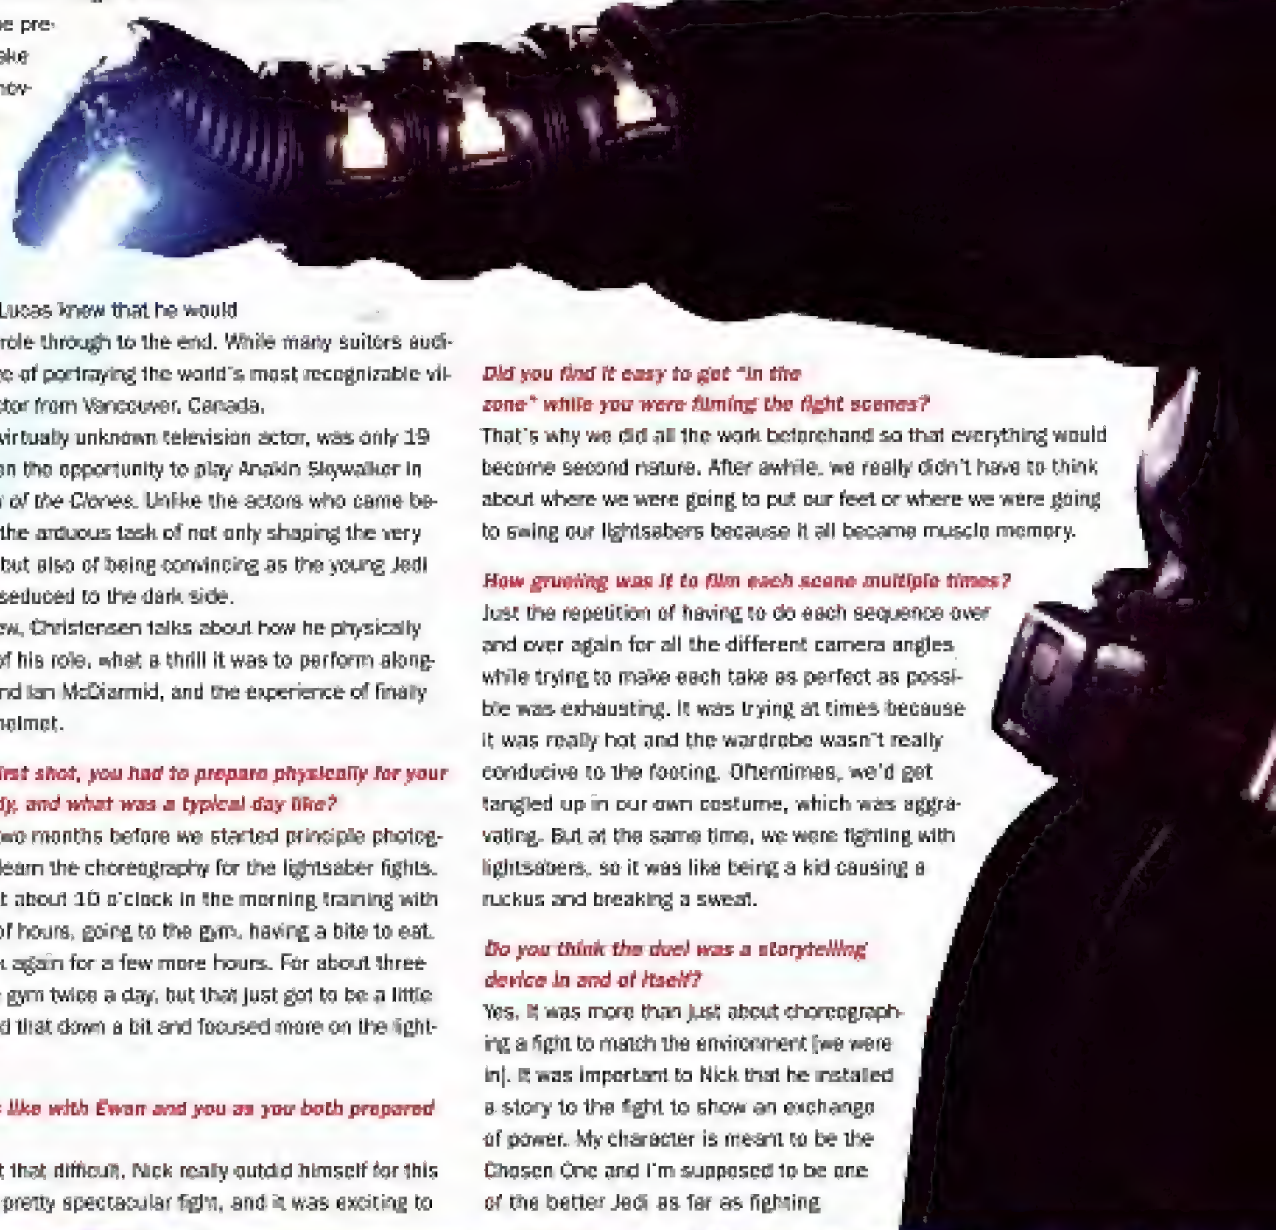 e pre-
ake
nov-
Lucas knew that he would
role through to the end. While many suitors audi-
e of portraying the world's most recognizable vil-
ctor from Vancouver, Canada.
virtually unknown television actor, was only 19
en the opportunity to play Anakin Skywalker in
of the Clones. Unlike the actors who came be-
the arduous task of not only shaping the very
but also of being convincing as the young Jedi
seduced to the dark side.
ew, Christensen talks about how he physically
of his role, what a thrill it was to perform along-
nd Ian McDiarmid, and the experience of finally
helmet.
first shot, you had to prepare physically for your
dy, and what was a typical day like?
two months before we started principle photog-
learn the choreography for the lightsaber fights.
t about 10 o'clock in the morning training with
of hours, going to the gym, having a bite to eat.
again for a few more hours. For about three
gym twice a day, but that just got to be a little
d that down a bit and focused more on the light-
like with Ewan and you as you both prepared
t that difficult. Nick really outdid himself for this
pretty spectacular fight, and it was exciting to
Did you find it easy to get "in the
zone" while you were filming the fight scenes?
That's why we did all the work beforehand so that everything would
become second nature. After awhile, we really didn't have to think
about where we were going to put our feet or where we were going
to swing our lightsabers because it all became muscle memory.
How grueling was it to film each scene multiple times?
Just the repetition of having to do each sequence over
and over again for all the different camera angles
while trying to make each take as perfect as possi-
ble was exhausting. It was trying at times because
it was really hot and the wardrobe wasn't really
conducive to the footing. Oftentimes, we'd get
tangled up in our own costume, which was aggra-
vating. But at the same time, we were fighting with
lightsabers, so it was like being a kid causing a
ruckus and breaking a sweat.
Do you think the duel was a storytelling
device in and of itself?
Yes. It was more than just about choreograph-
ing a fight to match the environment [we were
in]. It was important to Nick that he installed
a story to the fight to show an exchange
of power. My character is meant to be the
Chosen One and I'm supposed to be one
of the better Jedi as far as fighting